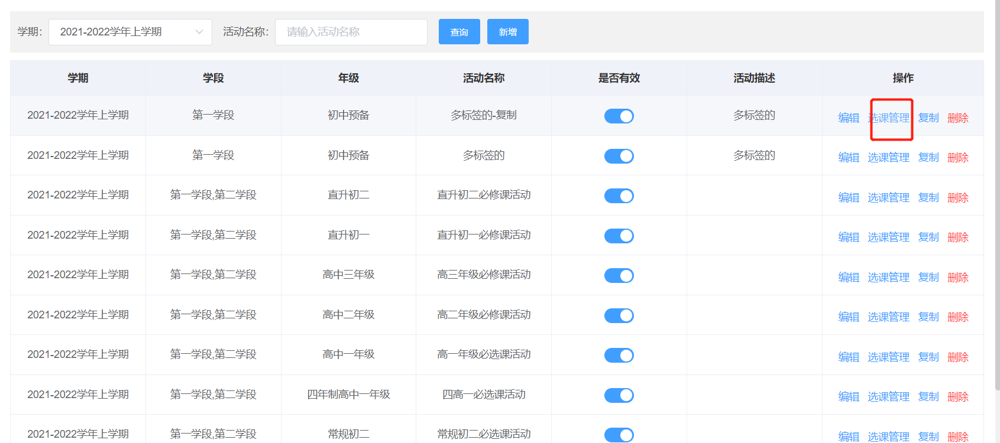 学期: 2021-2022学年上学期 活动名称: 请输入活动名称 查询 新增
学期 学段 年级 活动名称 是否有效 活动描述 操作
2021-2022学年上学期 第一学段 初中预备 多标签的-复制 多标签的 编辑 选课管理 复制 删除
2021-2022学年上学期 第一学段 初中预备 多标签的 多标签的 编辑 选课管理 复制 删除
2021-2022学年上学期 第一学段,第二学段 直升初二 直升初二必修课活动 编辑 选课管理 复制 删除
2021-2022学年上学期 第一学段,第二学段 直升初一 直升初一必修课活动 编辑 选课管理 复制 删除
2021-2022学年上学期 第一学段,第二学段 高中三年级 高三年级必修课活动 编辑 选课管理 复制 删除
2021-2022学年上学期 第一学段,第二学段 高中二年级 高二年级必修课活动 编辑 选课管理 复制 删除
2021-2022学年上学期 第一学段,第二学段 高中一年级 高一年级必选课活动 编辑 选课管理 复制 删除
2021-2022学年上学期 第一学段,第二学段 四年制高中一年级 四高一必选课活动 编辑 选课管理 复制 删除
2021-2022学年上学期 第一学段,第二学段 常规初二 常规初二必选课活动 编辑 选课管理 复制 删除